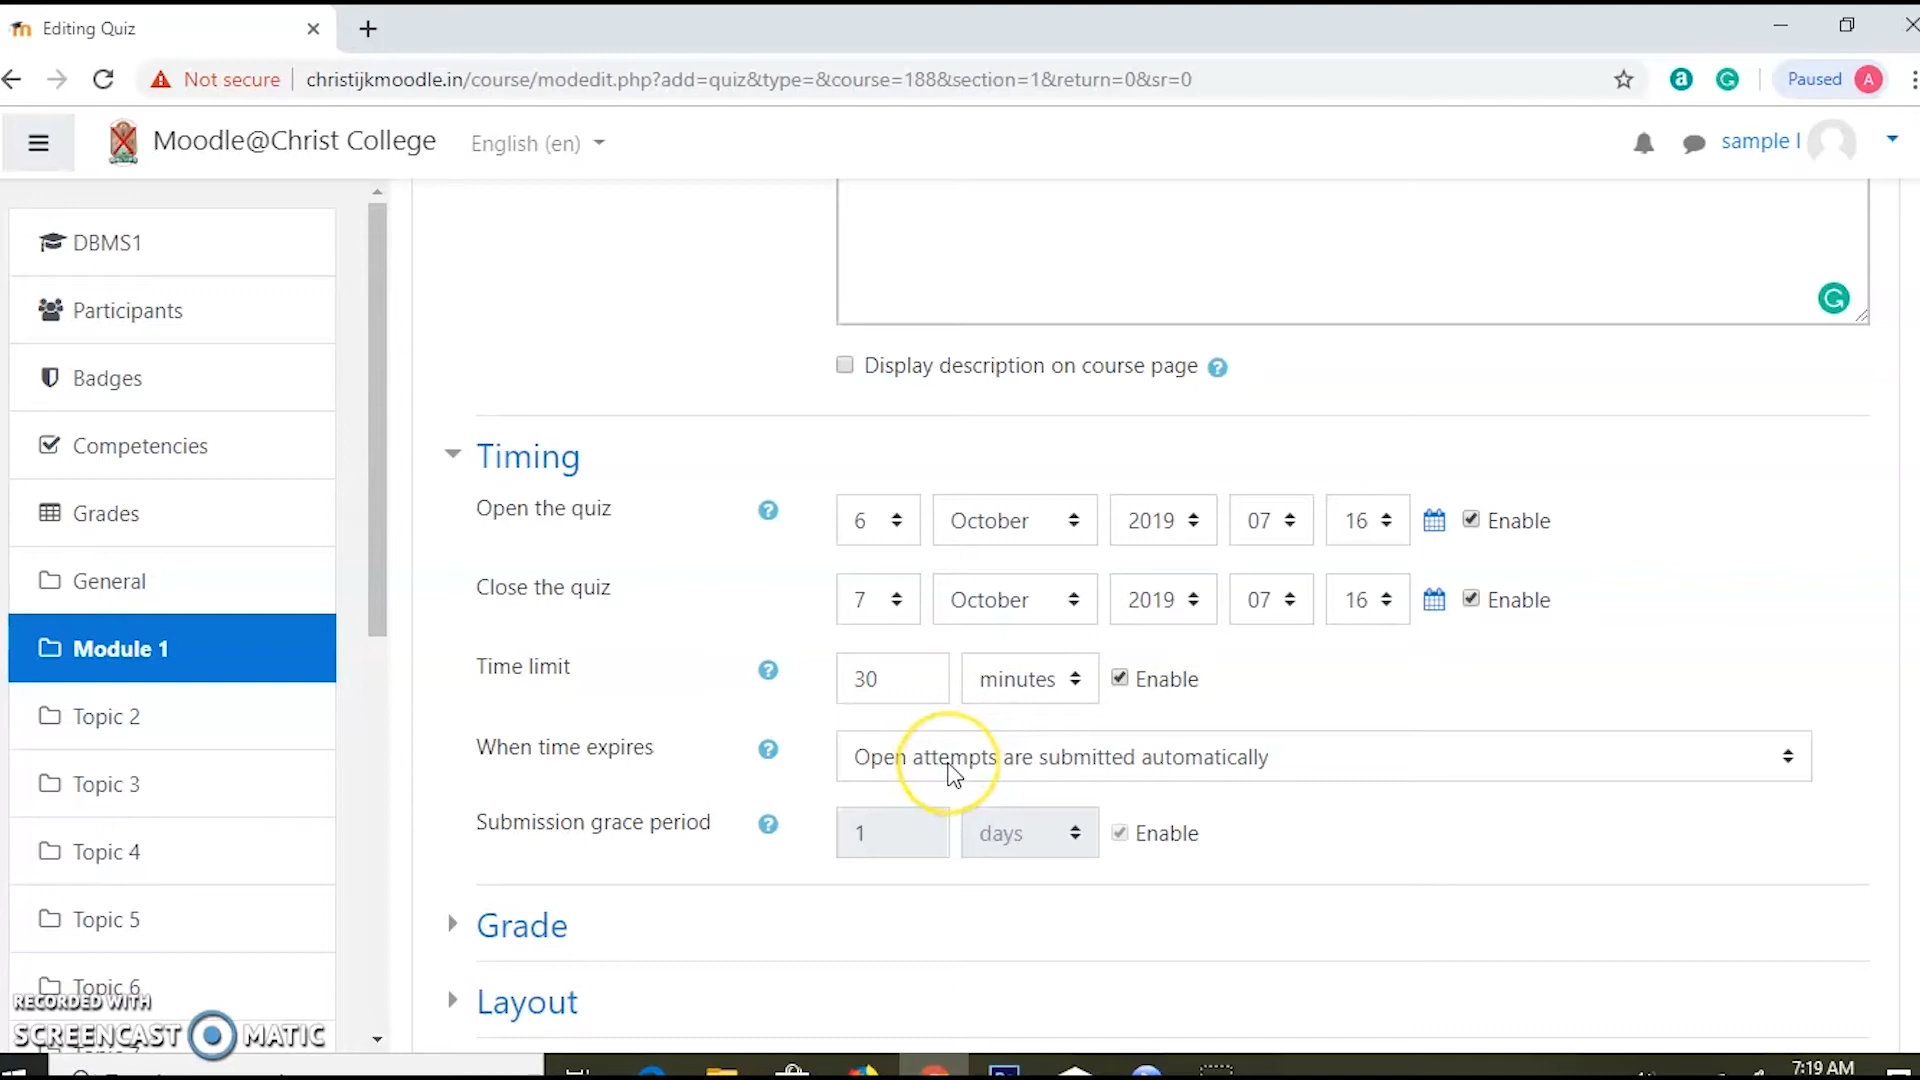 Editing Quiz
Not secure christijkmoodle.in/course/modedit.php?add=quiz&type=&course=188&section=1&return=0&sr=0
Paused A
Moodle@Christ College English (en) sample l
DBMS1
Participants
Badges
Competencies
Grades
General
Module 1
Topic 2
Topic 3
Topic 4
Topic 5
Topic 6
Display description on course page
Timing
Open the quiz 6 October 2019 07 16 Enable
Close the quiz 7 October 2019 07 16 Enable
Time limit 30 minutes Enable
When time expires Open attempts are submitted automatically
Submission grace period 1 days Enable
Grade
Layout
RECORDED WITH
SCREENCAST MATIC
7:19 AM